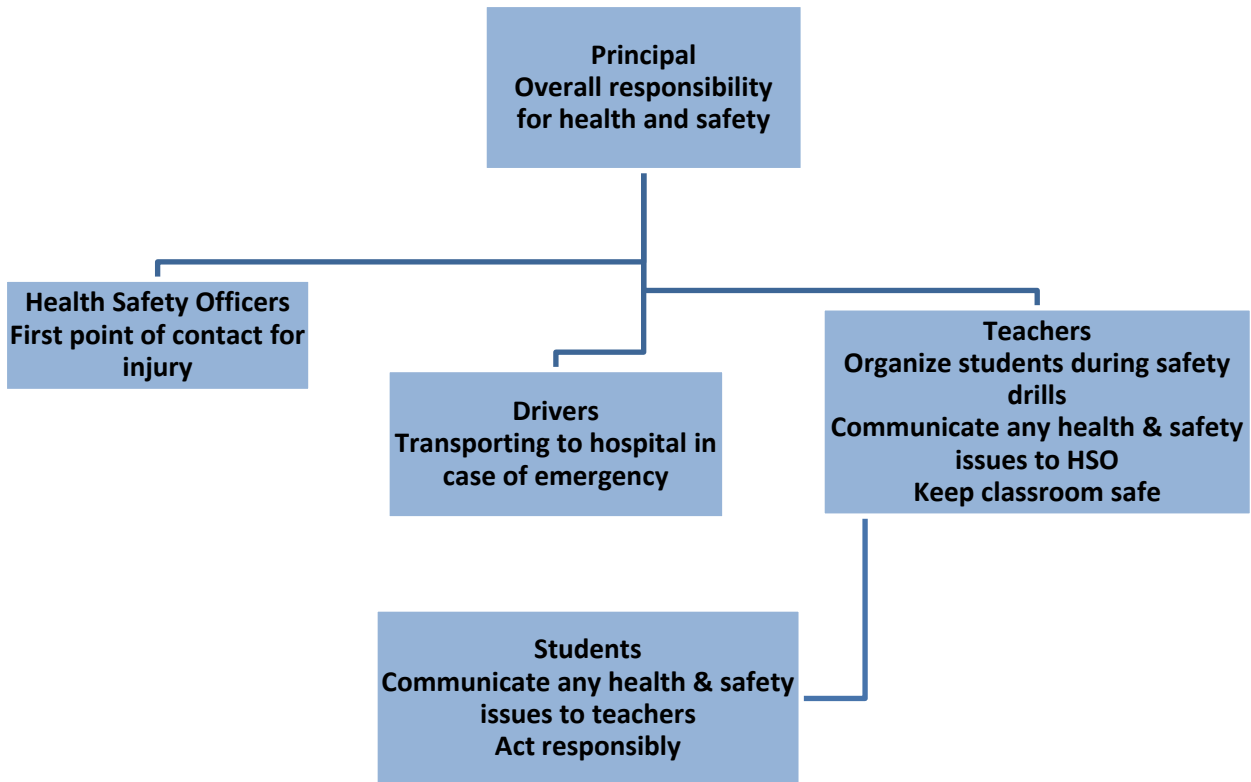 Principal
Overall responsibility
for health and safety
Health Safety Officers
First point of contact for
injury
Drivers
Transporting to hospital in
case of emergency
Teachers
Organize students during safety
drills
Communicate any health & safety
issues to HSO
Keep classroom safe
Students
Communicate any health & safety
issues to teachers
Act responsibly